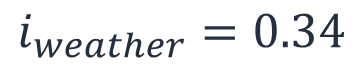 i_weather = 0.34